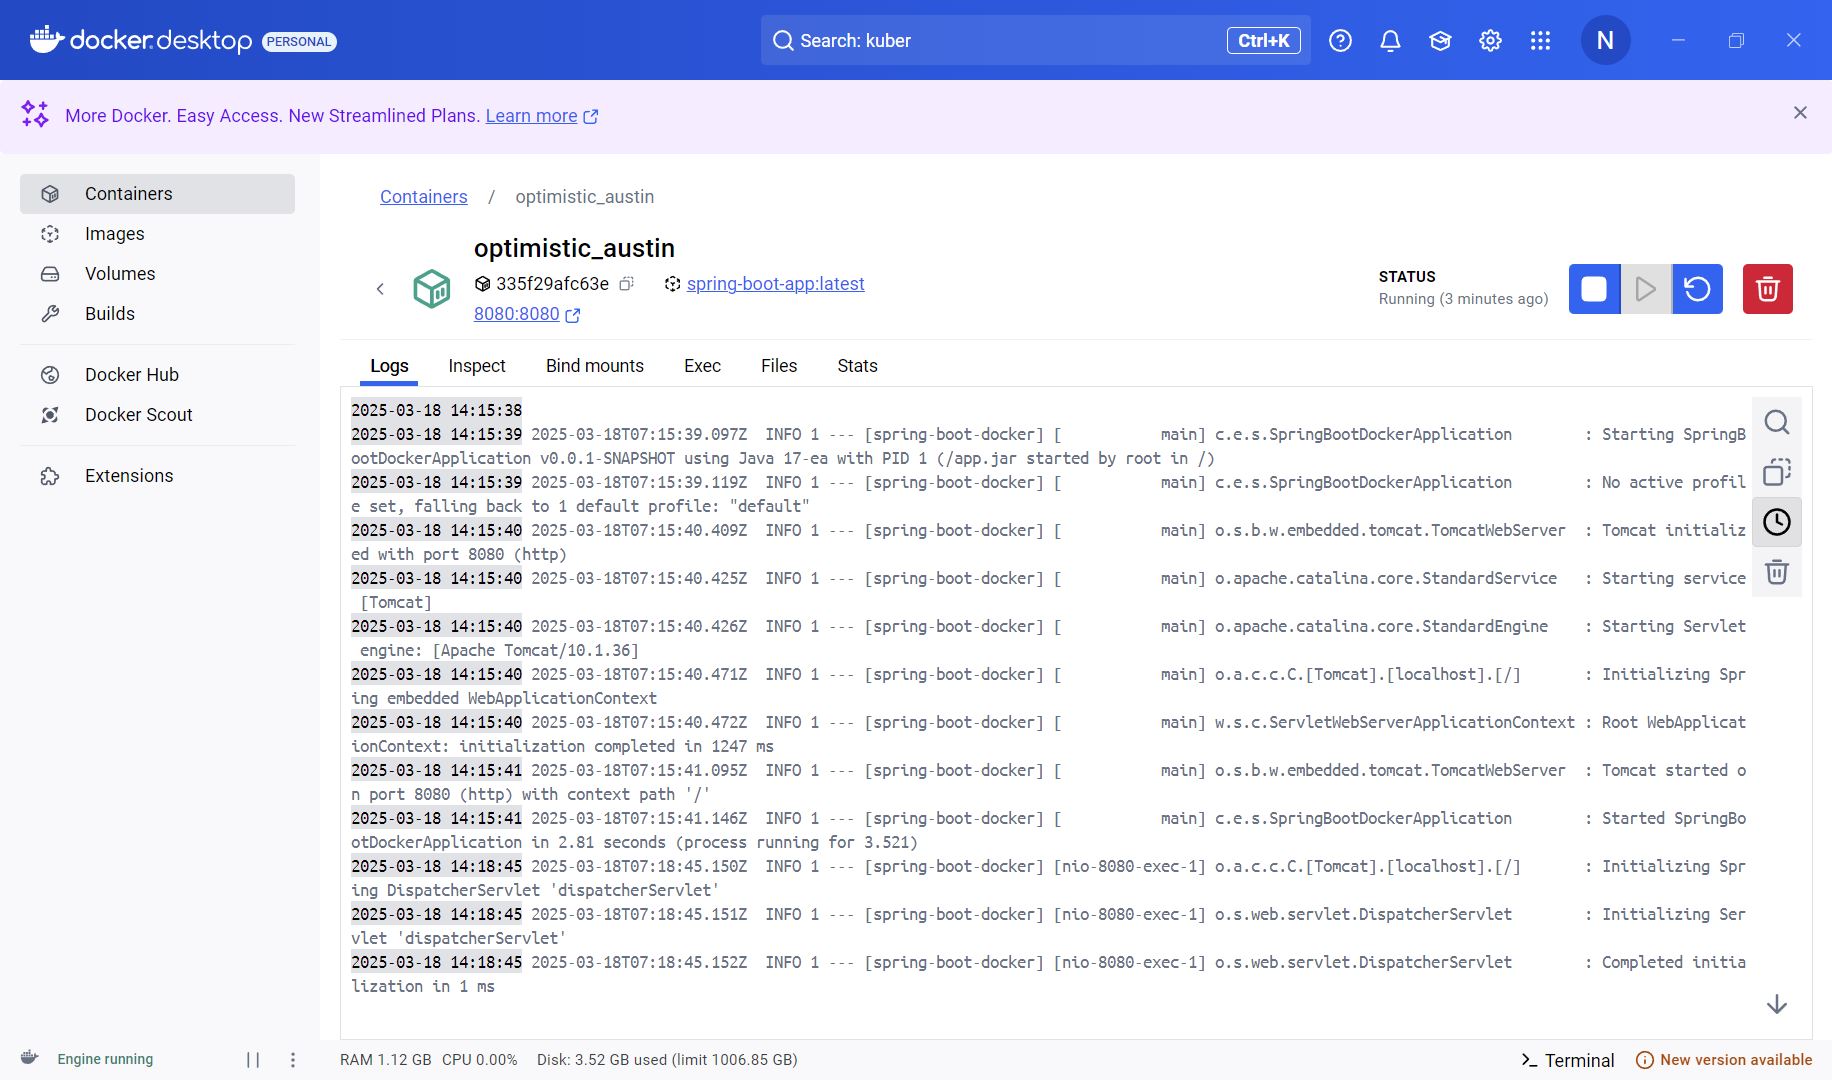 docker.desktop PERSONAL
Search: kuber Ctrl+K
N
More Docker. Easy Access. New Streamlined Plans. Learn more
Containers
Images
Volumes
Builds
Docker Hub
Docker Scout
Extensions
Containers / optimistic_austin
optimistic_austin
335f29afc63e spring-boot-app:latest
8080:8080
STATUS
Running (3 minutes ago)
Logs Inspect Bind mounts Exec Files Stats
2025-03-18 14:15:38
2025-03-18 14:15:39 2025-03-18T07:15:39.097Z  INFO 1 --- [spring-boot-docker] [           main] c.e.s.SpringBootDockerApplication        : Starting SpringB
ootDockerApplication v0.0.1-SNAPSHOT using Java 17-ea with PID 1 (/app.jar started by root in /)
2025-03-18 14:15:39 2025-03-18T07:15:39.119Z  INFO 1 --- [spring-boot-docker] [           main] c.e.s.SpringBootDockerApplication        : No active profil
e set, falling back to 1 default profile: "default"
2025-03-18 14:15:40 2025-03-18T07:15:40.409Z  INFO 1 --- [spring-boot-docker] [           main] o.s.b.w.embedded.tomcat.TomcatWebServer  : Tomcat initializ
ed with port 8080 (http)
2025-03-18 14:15:40 2025-03-18T07:15:40.425Z  INFO 1 --- [spring-boot-docker] [           main] o.apache.catalina.core.StandardService   : Starting service
[Tomcat]
2025-03-18 14:15:40 2025-03-18T07:15:40.426Z  INFO 1 --- [spring-boot-docker] [           main] o.apache.catalina.core.StandardEngine    : Starting Servlet
engine: [Apache Tomcat/10.1.36]
2025-03-18 14:15:40 2025-03-18T07:15:40.471Z  INFO 1 --- [spring-boot-docker] [           main] o.a.c.c.C.[Tomcat].[localhost].[/]       : Initializing Spr
ing embedded WebApplicationContext
2025-03-18 14:15:40 2025-03-18T07:15:40.472Z  INFO 1 --- [spring-boot-docker] [           main] w.s.c.ServletWebServerApplicationContext : Root WebApplicat
ionContext: initialization completed in 1247 ms
2025-03-18 14:15:41 2025-03-18T07:15:41.095Z  INFO 1 --- [spring-boot-docker] [           main] o.s.b.w.embedded.tomcat.TomcatWebServer  : Tomcat started o
n port 8080 (http) with context path '/'
2025-03-18 14:15:41 2025-03-18T07:15:41.146Z  INFO 1 --- [spring-boot-docker] [           main] c.e.s.SpringBootDockerApplication        : Started SpringBo
otDockerApplication in 2.81 seconds (process running for 3.521)
2025-03-18 14:18:45 2025-03-18T07:18:45.150Z  INFO 1 --- [spring-boot-docker] [nio-8080-exec-1] o.a.c.c.C.[Tomcat].[localhost].[/]       : Initializing Spr
ing DispatcherServlet 'dispatcherServlet'
2025-03-18 14:18:45 2025-03-18T07:18:45.151Z  INFO 1 --- [spring-boot-docker] [nio-8080-exec-1] o.s.web.servlet.DispatcherServlet        : Initializing Ser
vlet 'dispatcherServlet'
2025-03-18 14:18:45 2025-03-18T07:18:45.152Z  INFO 1 --- [spring-boot-docker] [nio-8080-exec-1] o.s.web.servlet.DispatcherServlet        : Completed initia
lization in 1 ms
Engine running
RAM 1.12 GB CPU 0.00% Disk: 3.52 GB used (limit 1006.85 GB)
Terminal
New version available